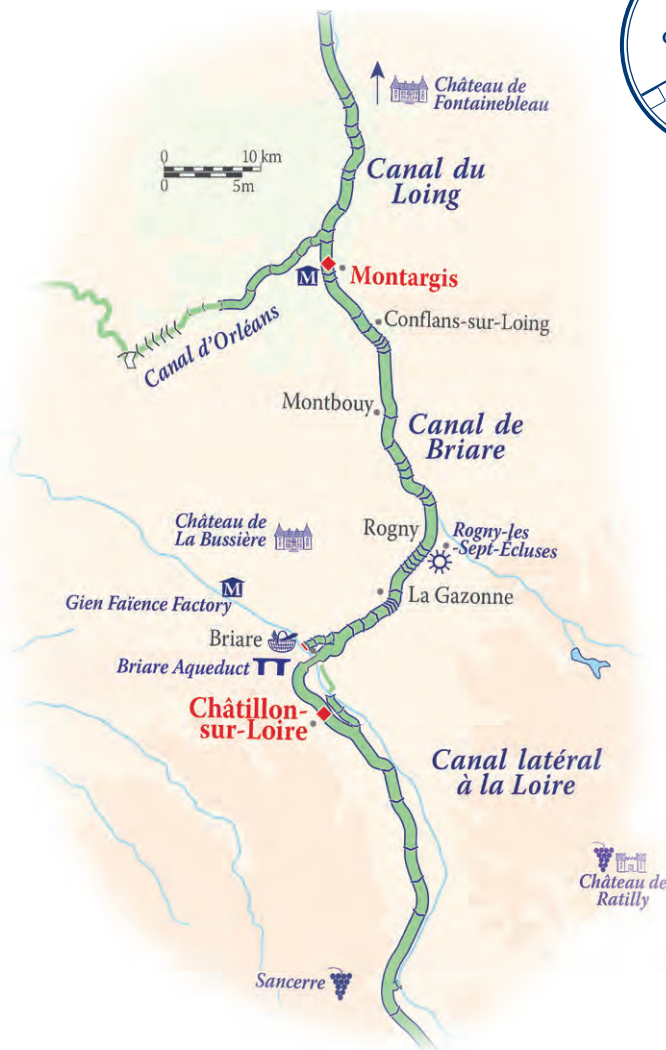 Château de
Fontainebleau
0 10 km
0 5m
Canal du
Loing
M
Montargis
Canal d'Orléans
Conflans-sur-Loing
Montbouy
Canal de
Briare
Château de
La Bussière
Rogny
Rogny-les
-Sept-Écluses
M
Gien Faïence Factory
La Gazonne
Briare
Briare Aqueduct
Châtillon-
sur-Loire
Canal latéral
à la Loire
Château de
Ratilly
Sancerre